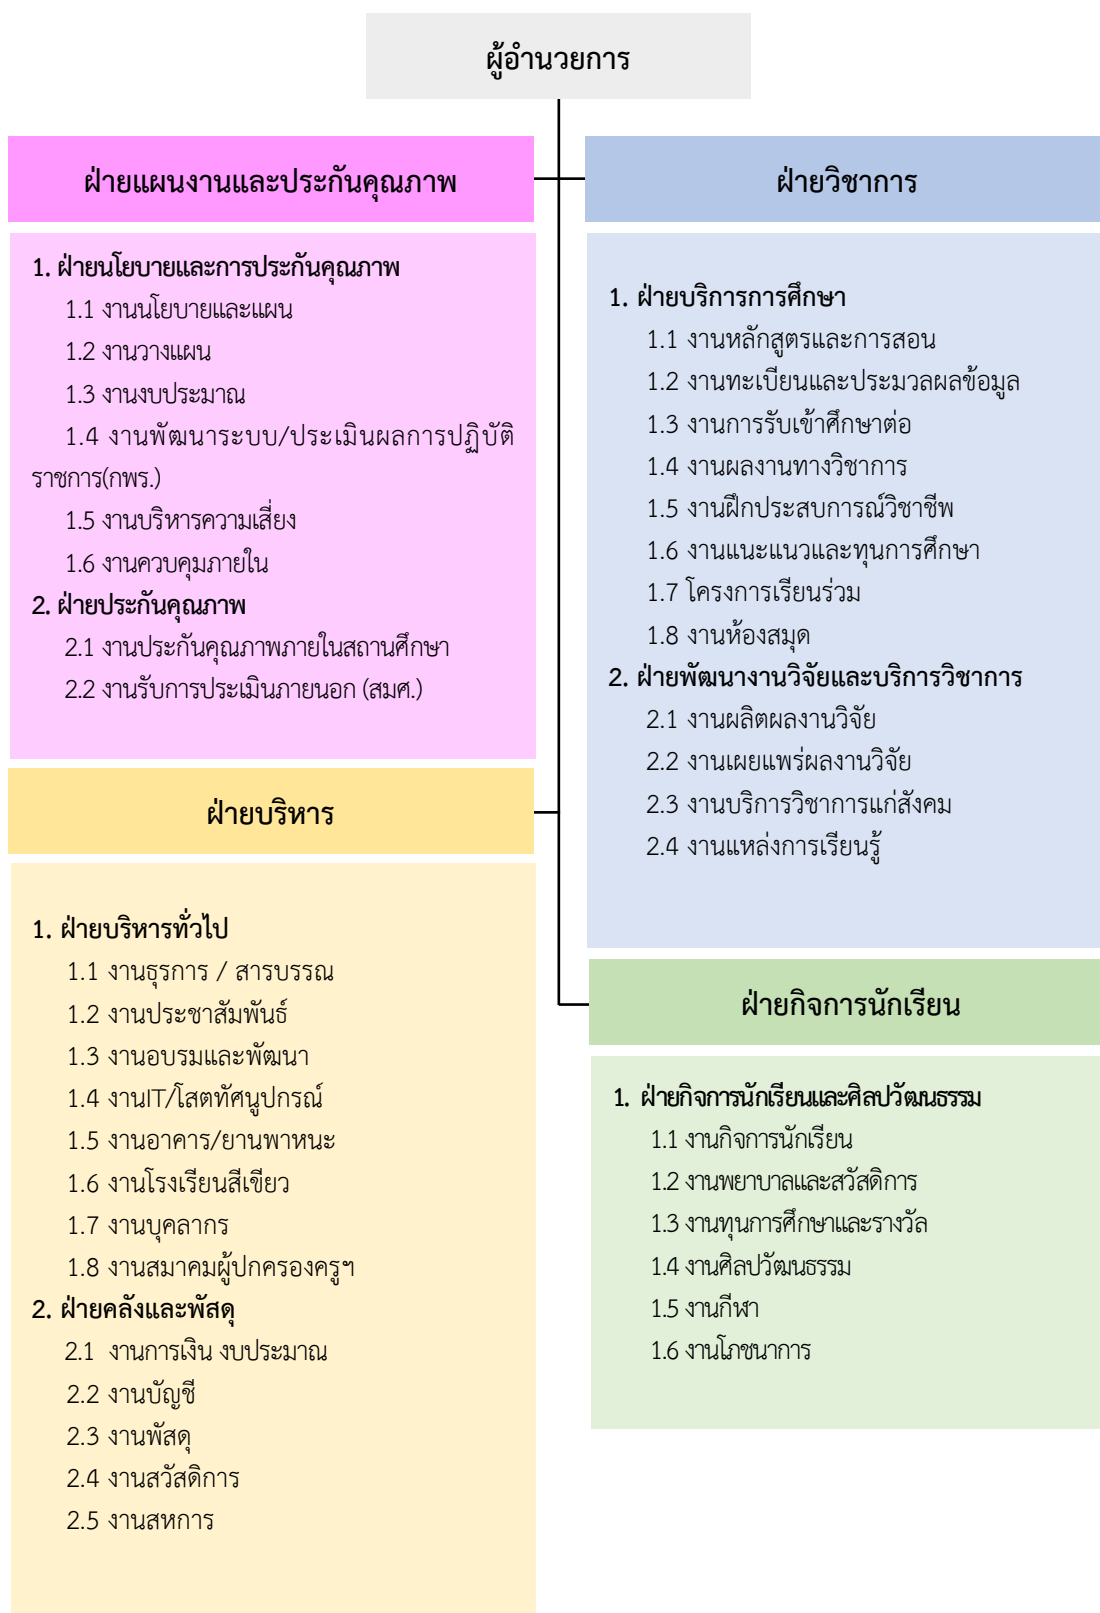 ผู้อำนวยการ
ฝ่ายแผนงานและประกันคุณภาพ
1. ฝ่ายนโยบายและการประกันคุณภาพ
1.1 งานนโยบายและแผน
1.2 งานวางแผน
1.3 งานงบประมาณ
1.4 งานพัฒนาระบบ/ประเมินผลการปฏิบัติ
ราชการ(กพร.)
1.5 งานบริหารความเสี่ยง
1.6 งานควบคุมภายใน
2. ฝ่ายประกันคุณภาพ
2.1 งานประกันคุณภาพภายในสถานศึกษา
2.2 งานรับการประเมินภายนอก (สมศ.)
ฝ่ายวิชาการ
1. ฝ่ายบริการการศึกษา
1.1 งานหลักสูตรและการสอน
1.2 งานทะเบียนและประมวลผลข้อมูล
1.3 งานการรับเข้าศึกษาต่อ
1.4 งานผลงานทางวิชาการ
1.5 งานฝึกประสบการณ์วิชาชีพ
1.6 งานแนะแนวและทุนการศึกษา
1.7 โครงการเรียนร่วม
1.8 งานห้องสมุด
2. ฝ่ายพัฒนางานวิจัยและบริการวิชาการ
2.1 งานผลิตผลงานวิจัย
2.2 งานเผยแพร่ผลงานวิจัย
2.3 งานบริการวิชาการแก่สังคม
2.4 งานแหล่งการเรียนรู้
ฝ่ายบริหาร
1. ฝ่ายบริหารทั่วไป
1.1 งานธุรการ / สารบรรณ
1.2 งานประชาสัมพันธ์
1.3 งานอบรมและพัฒนา
1.4 งานIT/โสตทัศนูปกรณ์
1.5 งานอาคาร/ยานพาหนะ
1.6 งานโรงเรียนสีเขียว
1.7 งานบุคลากร
1.8 งานสมาคมผู้ปกครองครูฯ
2. ฝ่ายคลังและพัสดุ
2.1 งานการเงิน งบประมาณ
2.2 งานบัญชี
2.3 งานพัสดุ
2.4 งานสวัสดิการ
2.5 งานสหการ
ฝ่ายกิจการนักเรียน
1. ฝ่ายกิจการนักเรียนและศิลปวัฒนธรรม
1.1 งานกิจการนักเรียน
1.2 งานพยาบาลและสวัสดิการ
1.3 งานทุนการศึกษาและรางวัล
1.4 งานศิลปวัฒนธรรม
1.5 งานกีฬา
1.6 งานโภชนาการ